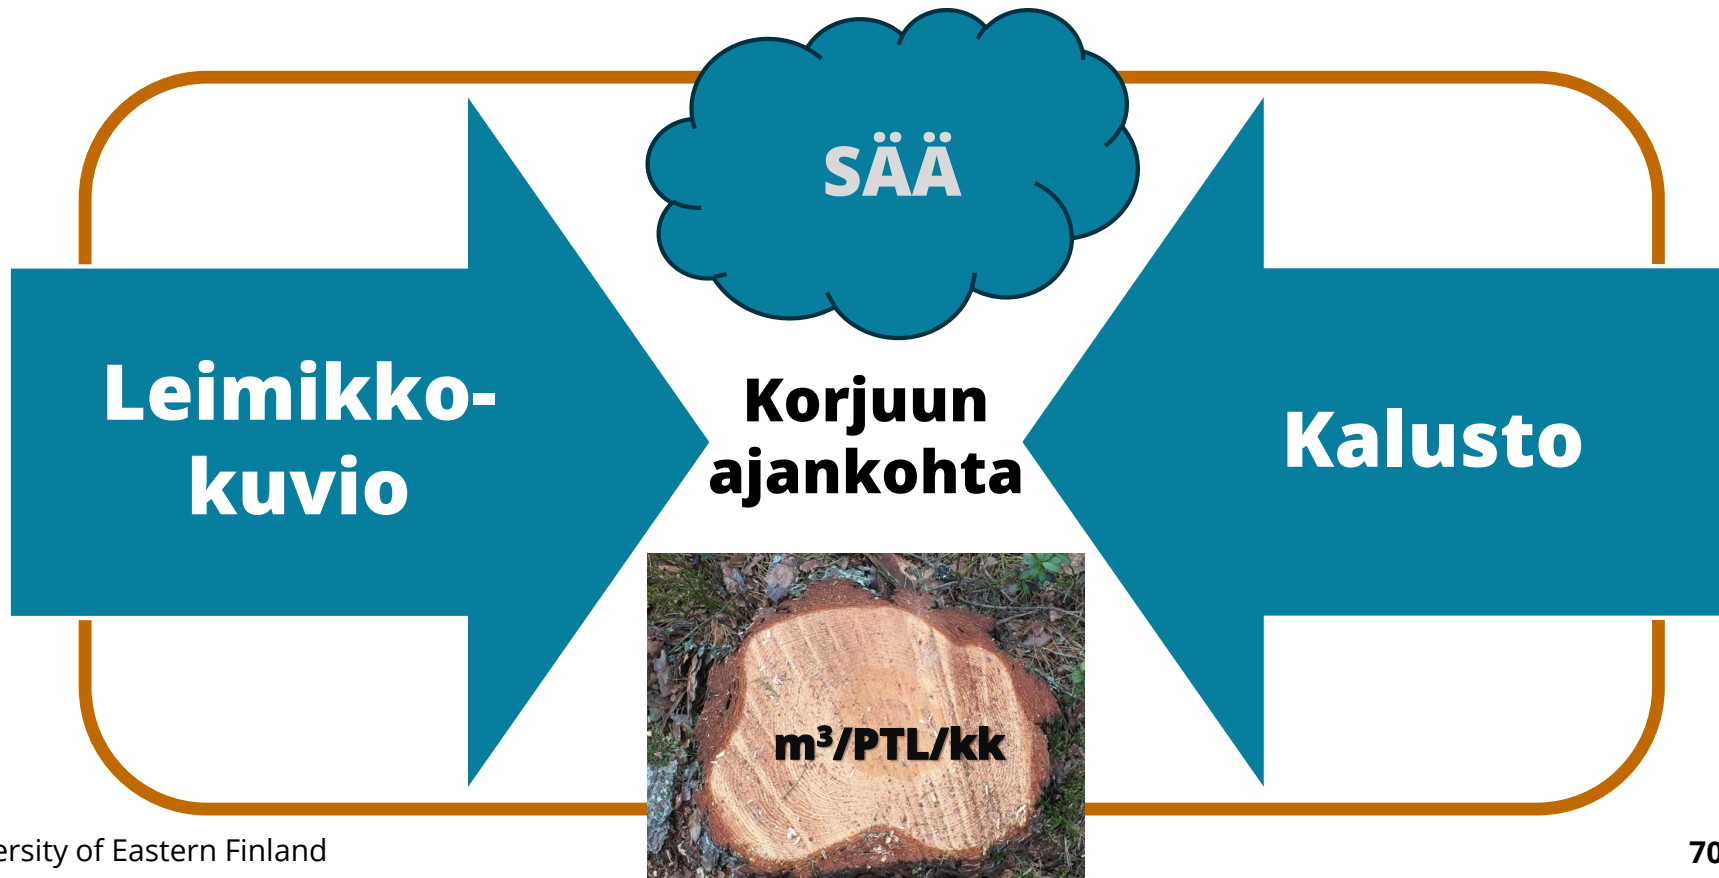 SÄÄ
Leimikko-
kuvio
Korjuun
ajankohta
Kalusto
m³/PTL/kk
ersity of Eastern Finland
70